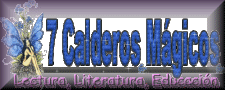 7 Calderos Mágicos
Lectura, Literatura, Educación